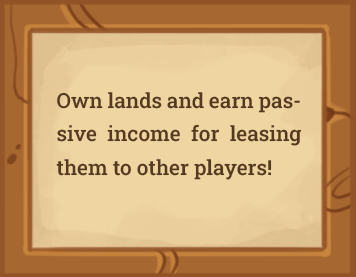 Own lands and earn pas-
sive income for leasing
them to other players!